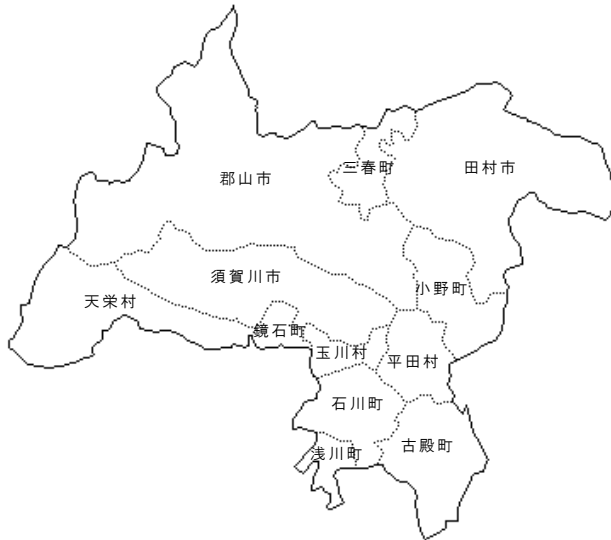 三春町
田村市
郡山市
須賀川市
小野町
天栄村
鏡石町
玉川村
平田村
石川町
古殿町
浅川町